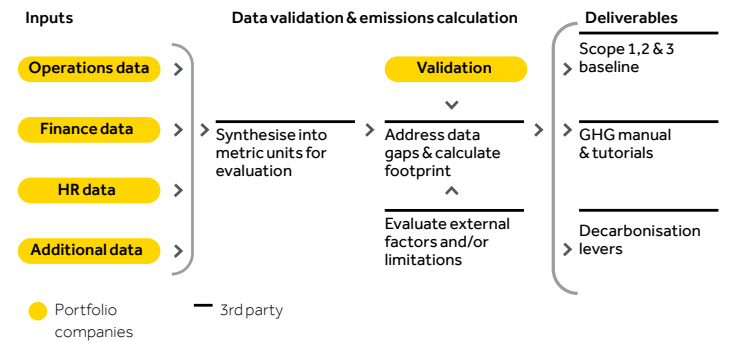 Inputs
Data validation & emissions calculation
Deliverables
Operations data
Finance data
HR data
Additional data
Synthesise into
metric units for
evaluation
Validation
Address data
gaps & calculate
footprint
Evaluate external
factors and/or
limitations
Scope 1,2 & 3
baseline
GHG manual
& tutorials
Decarbonisation
levers
Portfolio
companies
3rd party